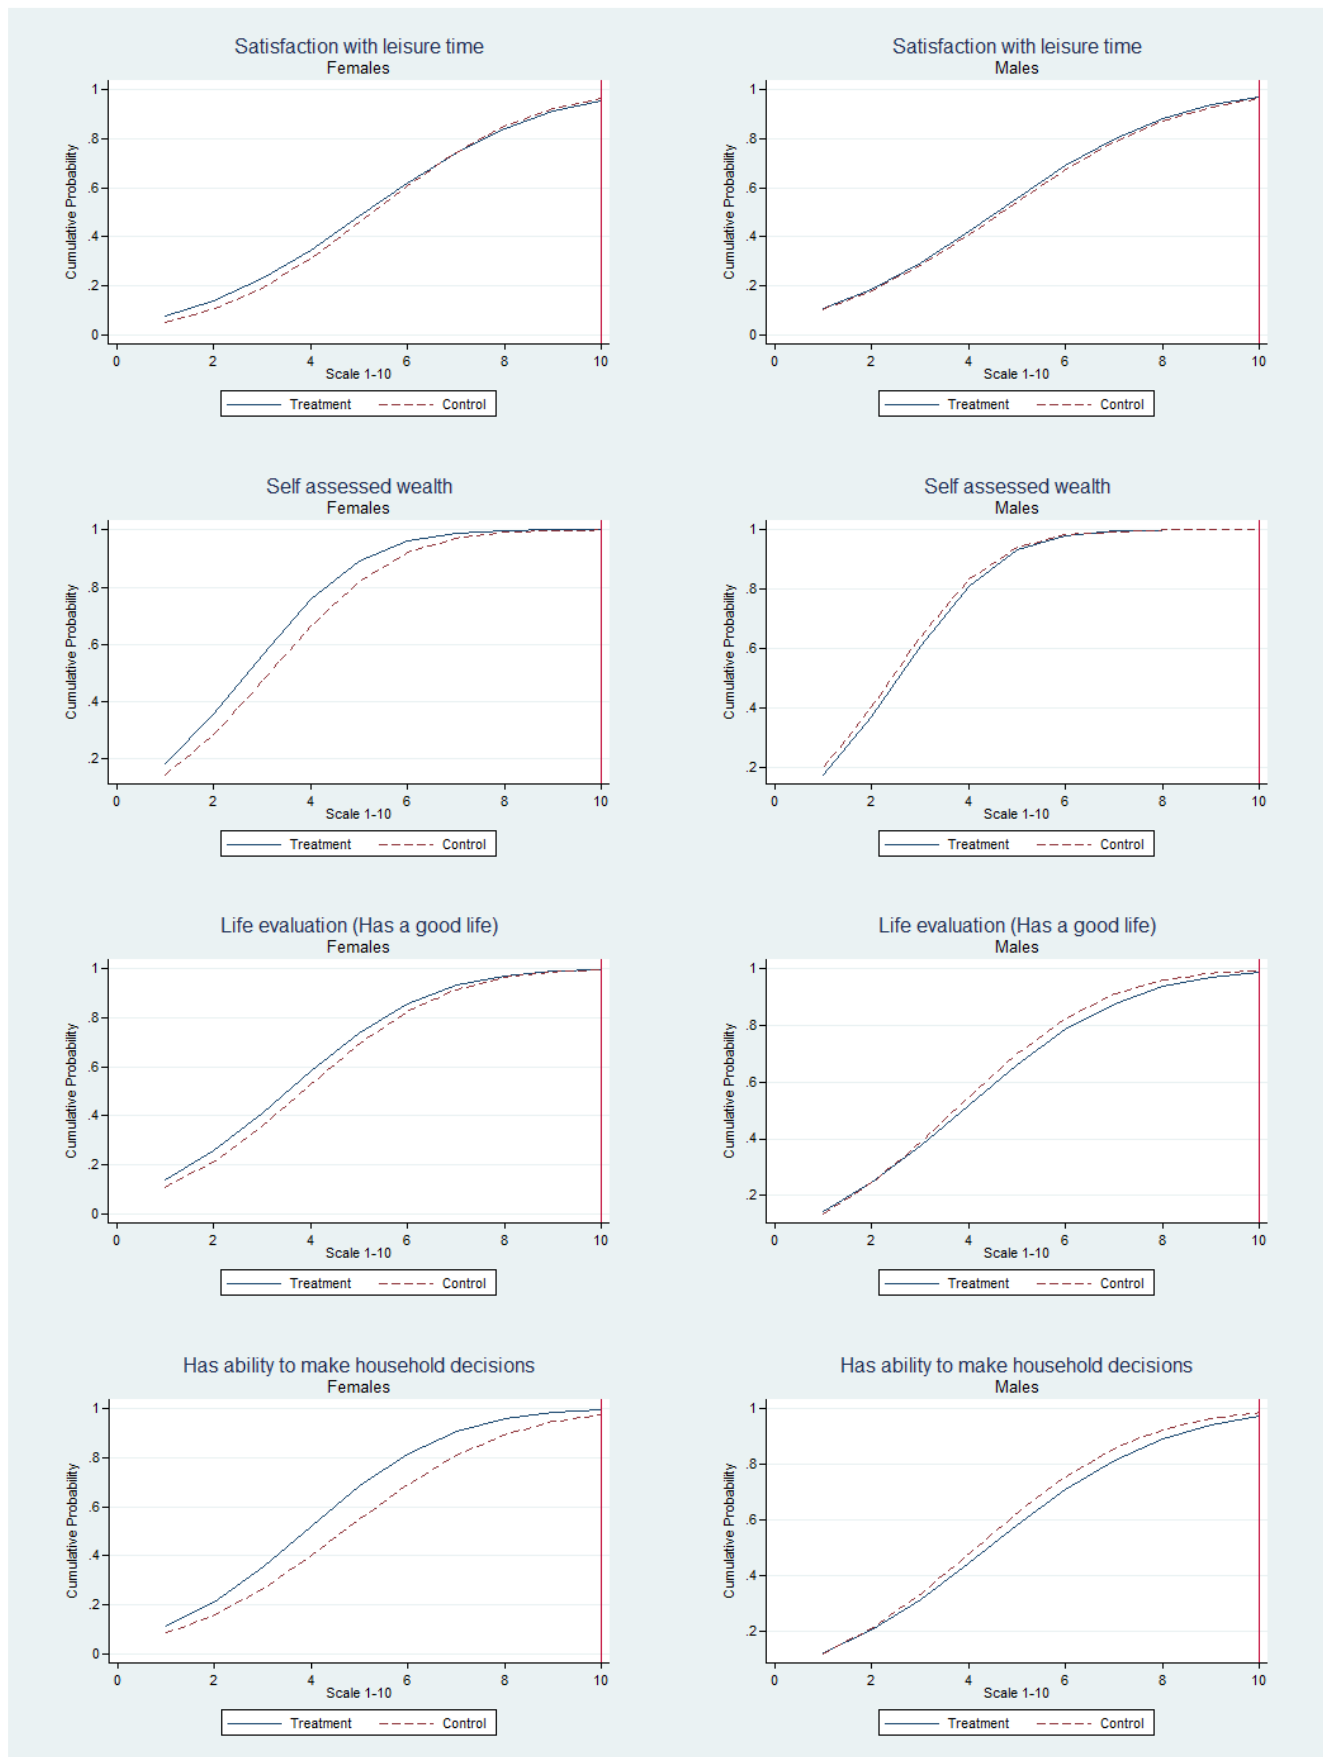 Satisfaction with leisure time
Females
Cumulative Probability
1
.8
.6
.4
.2
0
0 2 4 6 8 10
Scale 1-10
Treatment Control
Satisfaction with leisure time
Males
Cumulative Probability
1
.8
.6
.4
.2
0
0 2 4 6 8 10
Scale 1-10
Treatment Control
Self assessed wealth
Females
Cumulative Probability
1
.8
.6
.4
.2
0 2 4 6 8 10
Scale 1-10
Treatment Control
Self assessed wealth
Males
Cumulative Probability
1
.8
.6
.4
.2
0 2 4 6 8 10
Scale 1-10
Treatment Control
Life evaluation (Has a good life)
Females
Cumulative Probability
1
.8
.6
.4
.2
0
0 2 4 6 8 10
Scale 1-10
Treatment Control
Life evaluation (Has a good life)
Males
Cumulative Probability
1
.8
.6
.4
.2
0 2 4 6 8 10
Scale 1-10
Treatment Control
Has ability to make household decisions
Females
Cumulative Probability
1
.8
.6
.4
.2
0
0 2 4 6 8 10
Scale 1-10
Treatment Control
Has ability to make household decisions
Males
Cumulative Probability
1
.8
.6
.4
.2
0 2 4 6 8 10
Scale 1-10
Treatment Control